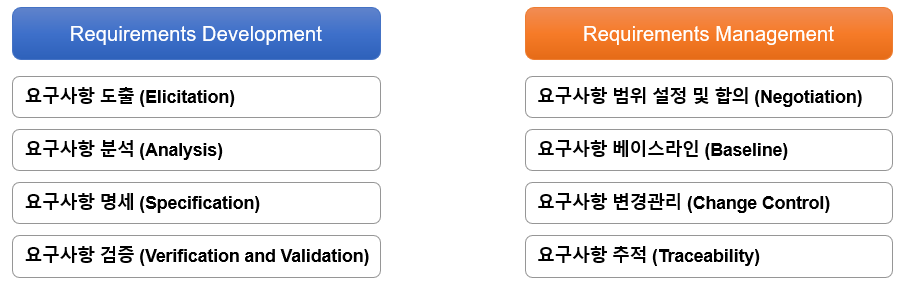 Requirements Development
요구사항 도출 (Elicitation)
요구사항 분석 (Analysis)
요구사항 명세 (Specification)
요구사항 검증 (Verification and Validation)
Requirements Management
요구사항 범위 설정 및 합의 (Negotiation)
요구사항 베이스라인 (Baseline)
요구사항 변경관리 (Change Control)
요구사항 추적 (Traceability)